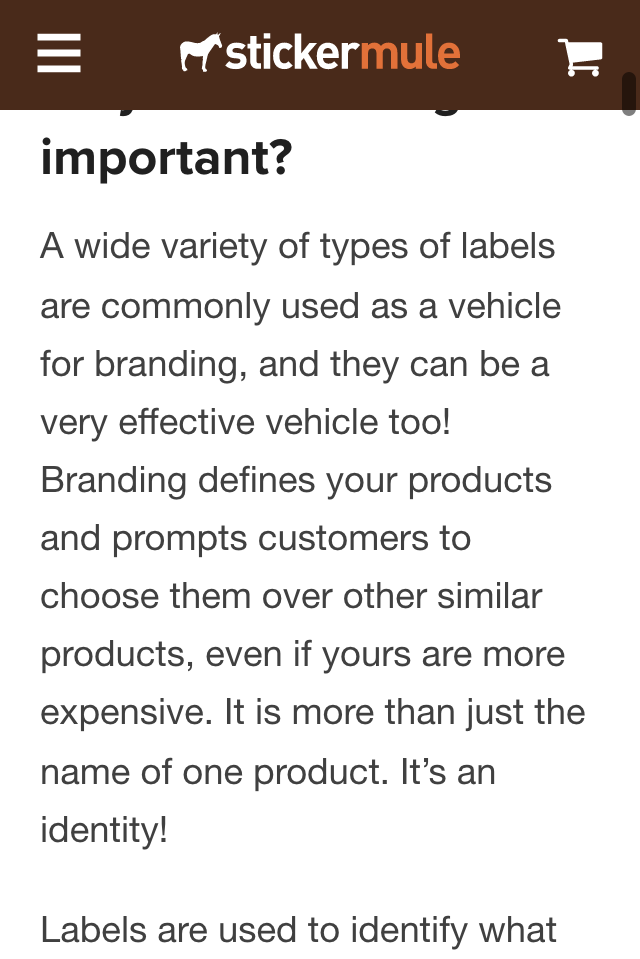 stickermule
important?
A wide variety of types of labels
are commonly used as a vehicle
for branding, and they can be a
very effective vehicle too!
Branding defines your products
and prompts customers to
choose them over other similar
products, even if yours are more
expensive. It is more than just the
name of one product. It’s an
identity!
Labels are used to identify what